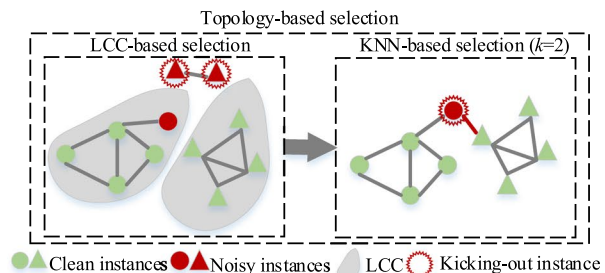 Topology-based selection
LCC-based selection
KNN-based selection (k=2)
Clean instances Noisy instances LCC Kicking-out instance